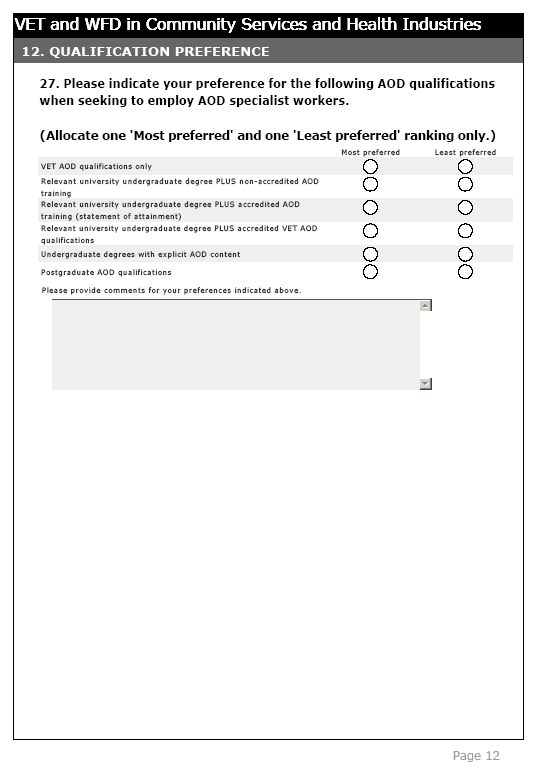 VET and WFD in Community Services and Health Industries
12. QUALIFICATION PREFERENCE
27. Please indicate your preference for the following AOD qualifications
when seeking to employ AOD specialist workers.
(Allocate one 'Most preferred' and one 'Least preferred' ranking only.)
Most preferred Least preferred
VET AOD qualifications only
Relevant university undergraduate degree PLUS non-accredited AOD
training
Relevant university undergraduate degree PLUS accredited AOD
training (statement of attainment)
Relevant university undergraduate degree PLUS accredited VET AOD
qualifications
Undergraduate degrees with explicit AOD content
Postgraduate AOD qualifications
Please provide comments for your preferences indicated above.
Page 12